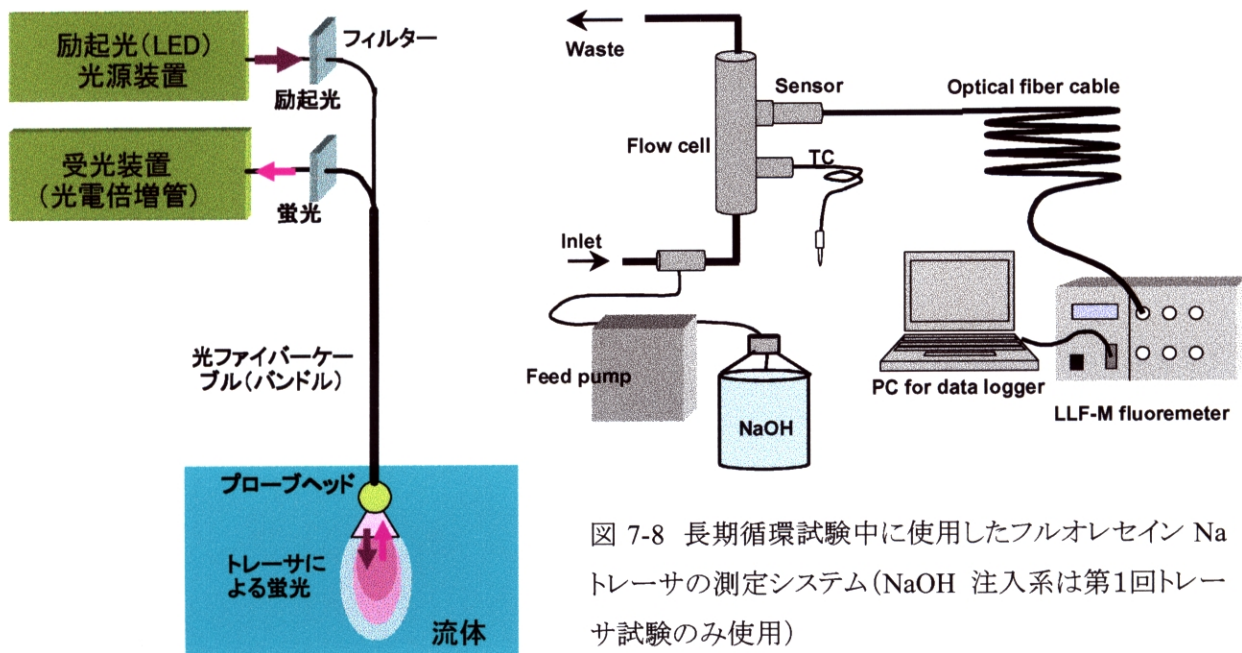 励起光(LED)
光源装置
フィルター
励起光
受光装置
(光電倍増管)
蛍光
光ファイバーケー
ブル(バンドル)
プローブヘッド
トレーサに
よる蛍光
流体
Waste
Sensor
Optical fiber cable
Flow cell
TC
Inlet
Feed pump
NaOH
PC for data logger
LLF-M fluoremeter
図 7-8 長期循環試験中に使用したフルオレセイン Na
トレーサの測定システム(NaOH 注入系は第1回トレー
サ試験のみ使用)